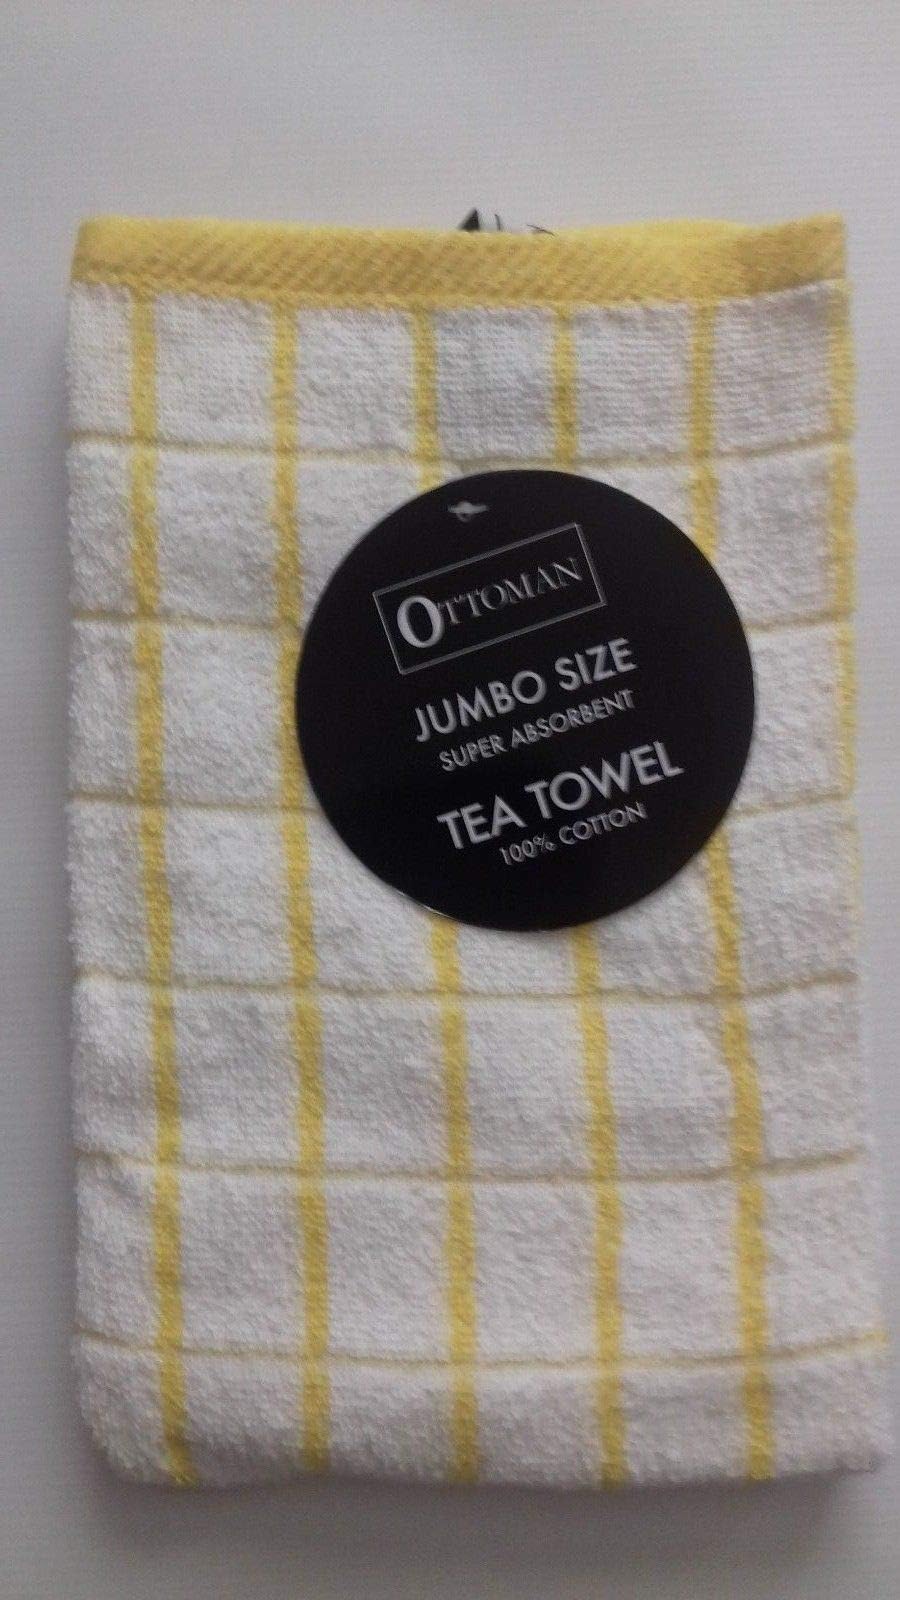 OTTOMAN
JUMBO SIZE
SUPER ABSORBENT
TEA TOWEL
100% COTTON